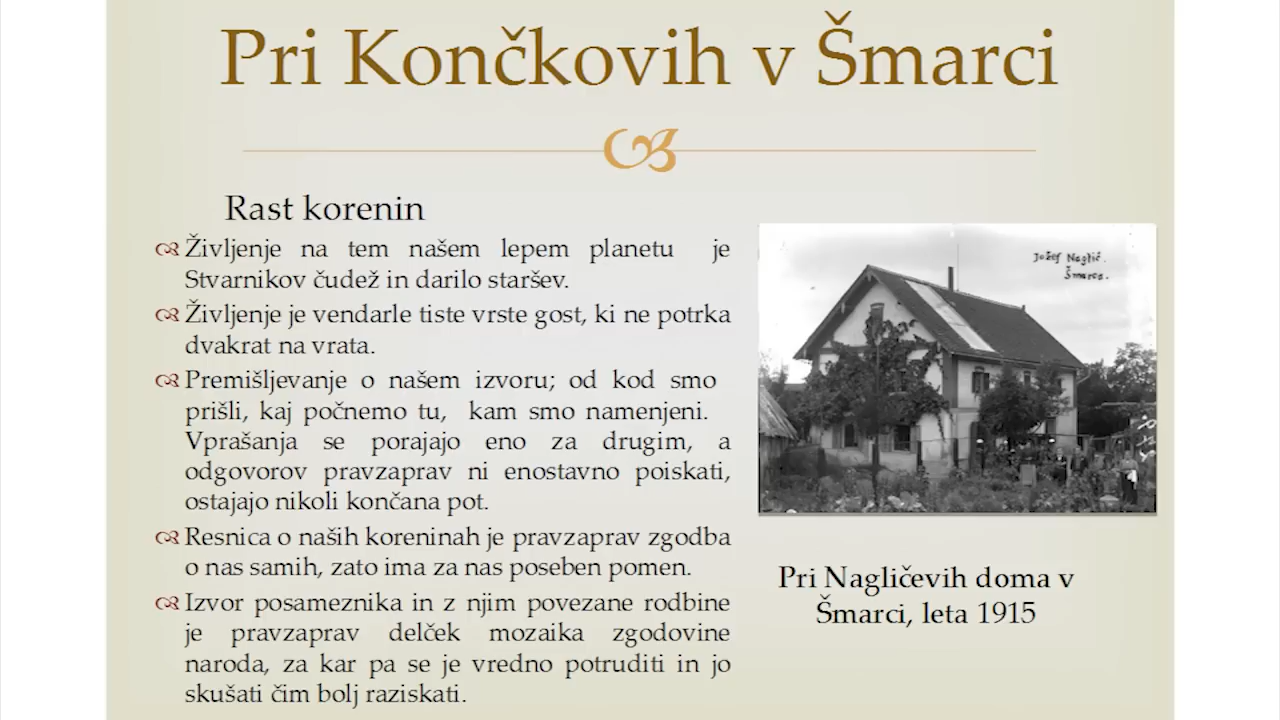 Pri Končkovih v Šmarci
Rast korenin
Življenje na tem našem lepem planetu je
Stvarnikov čudež in darilo staršev.
Življenje je vendarle tiste vrste gost, ki ne potrka
dvakrat na vrata.
Premišljevanje o našem izvoru; od kod smo
prišli, kaj počnemo tu, kam smo namenjeni.
Vprašanja se porajajo eno za drugim, a
odgovorov pravzaprav ni enostavno poiskati,
ostajajo nikoli končana pot.
Resnica o naših koreninah je pravzaprav zgodba
o nas samih, zato ima za nas poseben pomen.
Izvor posameznika in z njim povezane rodbine
je pravzaprav delček mozaika zgodovine
naroda, za kar pa se je vredno potruditi in jo
skušati čim bolj raziskati.
Jožef Naglič.
Šmarca.
Pri Nagličevih doma v
Šmarci, leta 1915